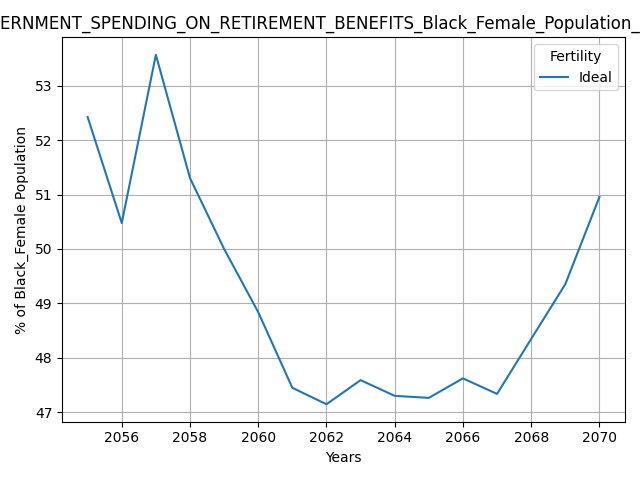 ERNMENT_SPENDING_ON_RETIREMENT_BENEFITS_Black_Female_Population_
Fertility
Ideal
% of Black_Female Population
53
52
51
50
49
48
47
2056 2058 2060 2062 2064 2066 2068 2070
Years